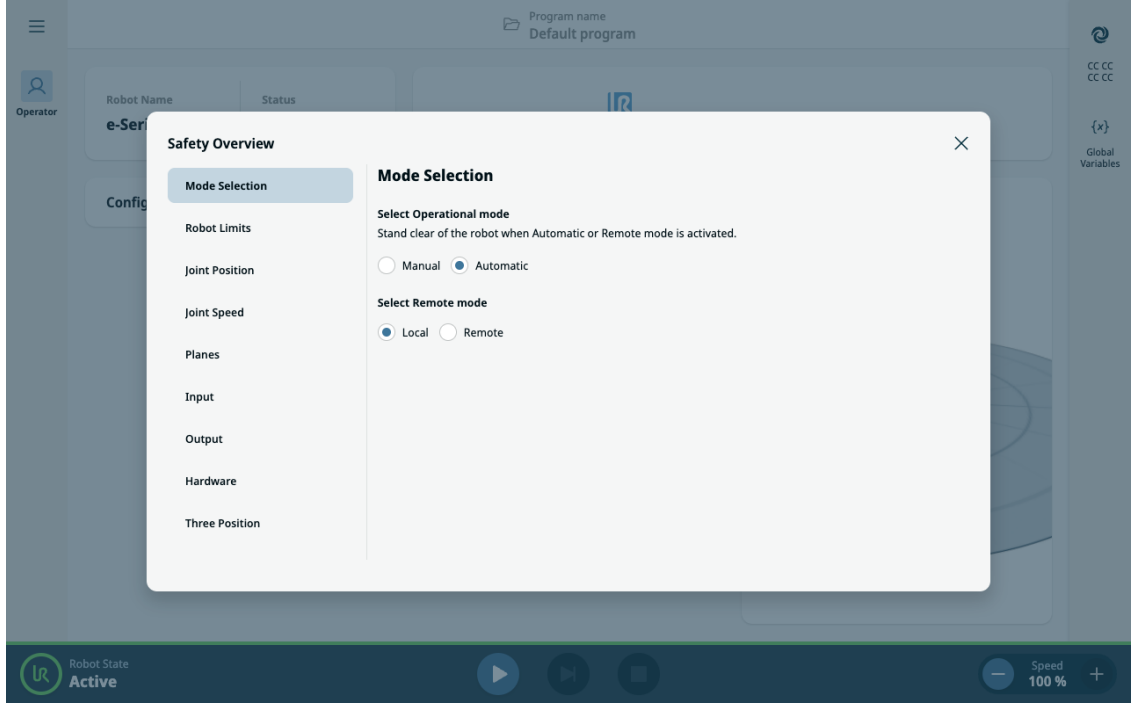 Program name
Default program
Operator
Robot Name
Status
e-Seri
Config
CC CC
CC CC
{x}
Global
Variables
Safety Overview
Mode Selection
Robot Limits
Joint Position
Joint Speed
Planes
Input
Output
Hardware
Three Position
Mode Selection
Select Operational mode
Stand clear of the robot when Automatic or Remote mode is activated.
Manual Automatic
Select Remote mode
Local Remote
Robot State
Active
Speed
100 %